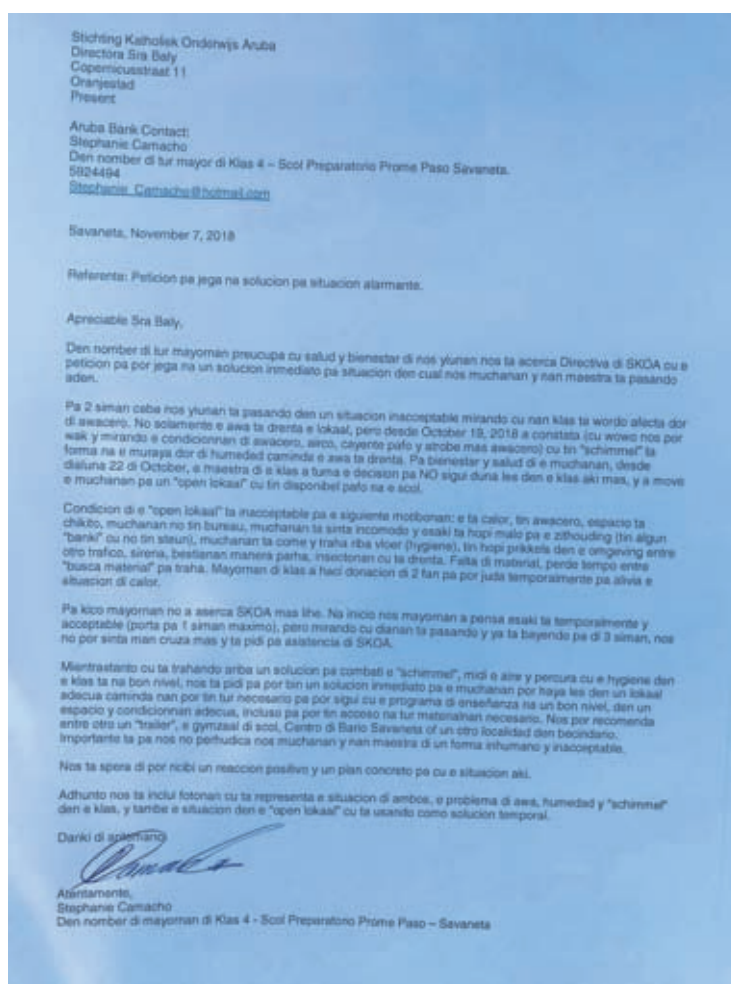 Stichting Katholiek Onderwijs Aruba
Directora Sra Baly
Copernicusstraat 11
Oranjestad
Present
Aruba Bank Contact:
Stephanie Camacho
Den nomber di tur mayor di Klas 4 – Scol Preparatorio Prome Paso Savaneta.
5924494
Stephanie_Camacho@hotmail.com
Savaneta, November 7, 2018
Referente: Peticion pa jega na solucion pa situacion alarmante.
Apreciable Sra Baly,
Den nomber di tur mayornan preocupa cu salud y bienestar di nos yiunan nos ta acerca Directiva di SKOA cu e
peticion pa por jega na un solucion inmediato pa situacion den cual nos muchanan y nan maestra ta pasando
aden.
Pa 2 siman caba nos yiunan ta pasando den un situacion inacceptable mirando cu nan klas ta wordo afecta dor
di awacero. No solamente e awa ta drenta e lokaal, pero desde October 19, 2018 a constata (cu wowo nos por
wak y mirando e condicionnan di awacero, airco, cayente pafo y atrobe mas awacero) cu tin "schimmel" ta
forma na e muraya dor di humedad caminda e awa ta drenta. Pa bienestar y salud di e muchanan, desde
dialuna 22 di October, a maestra di e klas a tuma e decision pa NO sigui duna les den e klas aki mas, y a move
e muchanan pa un "open lokaal" cu tin disponibel pafo na e scol.
Condicion di e "open lokaal" ta inacceptable pa e siguiente motibonan: e ta calor, tin awacero, espacio ta
chikito, muchanan no tin bureau, muchanan ta sinta incomodo y esaki ta hopi malo pa e zithouding (tin algun
"banki" cu no tin steun), muchanan ta come y traha riba vloer (hygiene), tin hopi prikkels den e omgeving entre
otro trafico, sirena, bestianan manera parha, insectonan cu ta drenta. Falta di material, perde tempo entre
"busca material" pa traha. Mayornan di klas a haci donacion di 2 fan pa por juda temporalmente pa alivia e
situacion di calor.
Pa kico mayornan no a aserca SKOA mas lihe. Na inicio nos mayornan a pensa esaki ta temporalmente y
acceptable (porta pa 1 siman maximo), pero mirando cu dianan ta pasando y ya ta bayendo pa di 3 siman, nos
no por sinta man cruza mas y ta pidi pa asistencia di SKOA.
Mientrastanto cu ta trahando ariba un solucion pa combati e "schimmel", midi e aire y percura cu e hygiene den
e klas ta na bon nivel, nos ta pidi pa por bin un solucion inmediato pa e muchanan por haya les den un lokaal
adecua caminda nan por tin tur necesario pa por sigui cu e programa di enseñanza na un bon nivel, den un
espacio y condicionnan adecua, incluso pa por tin acceso na tur materialnan necesario. Nos por recomenda
entre otro un "trailer", e gymzaal di scol, Centro di Bario Savaneta of un otro localidad den becindario.
Importante ta pa nos no perhudica nos muchanan y nan maestra di un forma inhumano y inacceptable.
Nos ta spera di por ricibi un reaccion positivo y un plan concreto pa cu e situacion aki.
Adhunto nos ta inclui fotonan cu ta representa e situacion di ambos, e problema di awa, humedad y "schimmel"
den e klas, y tambe e situacion den e "open lokaal" cu ta usando como solucion temporal.
Danki di antemano
Atentamente,
Stephanie Camacho
Den nomber di mayornan di Klas 4 - Scol Preparatorio Prome Paso – Savaneta